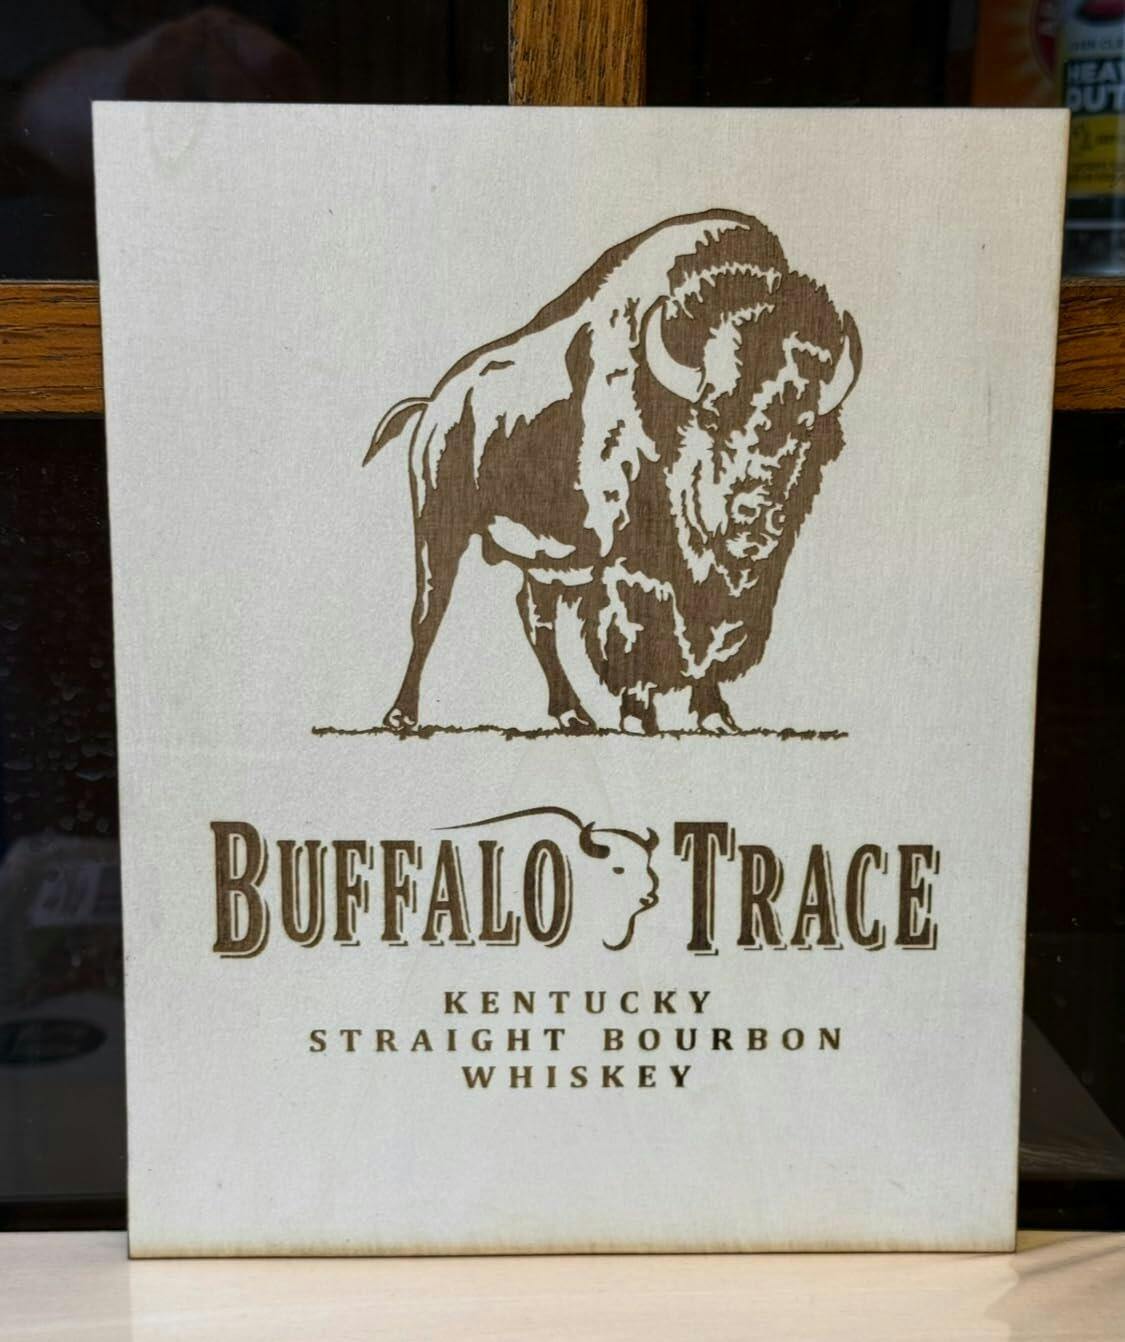 BUFFALO TRACE
KENTUCKY
STRAIGHT BOURBON
WHISKEY